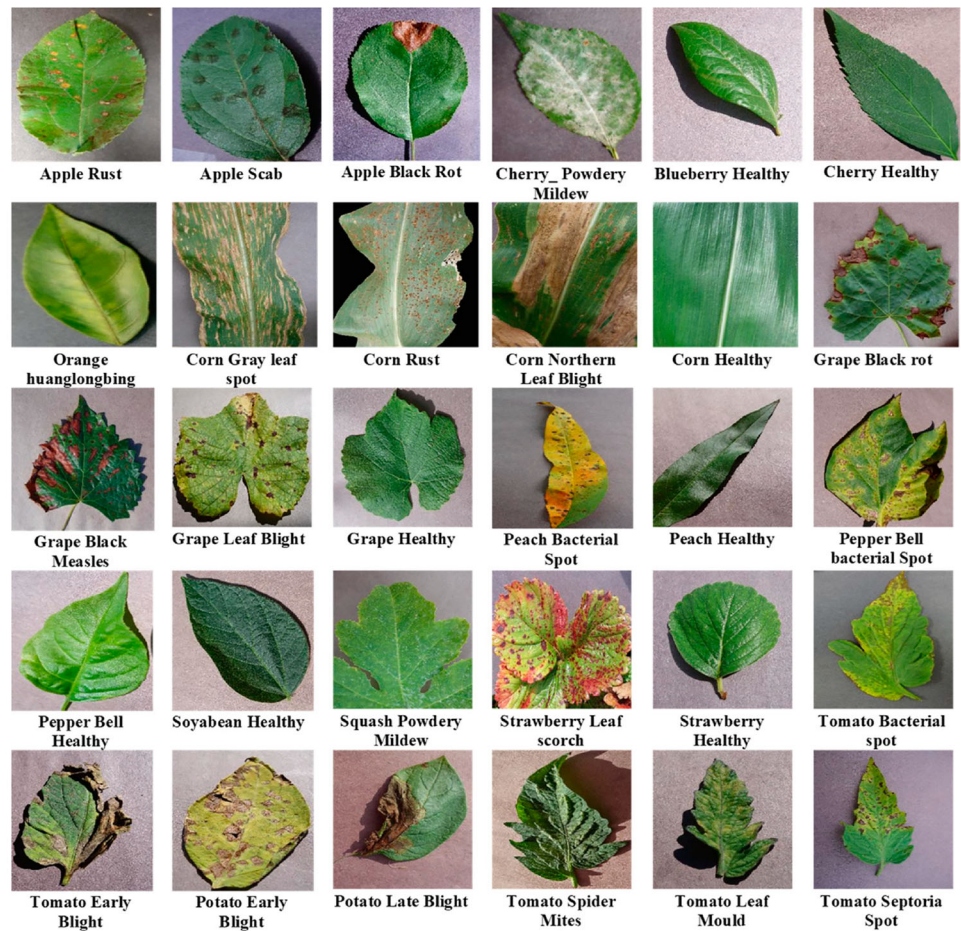 Apple Rust
Apple Scab
Apple Black Rot
Cherry_ Powdery
Mildew
Blueberry Healthy
Cherry Healthy
Orange
huanglongbing
Corn Gray leaf
spot
Corn Rust
Corn Northern
Leaf Blight
Corn Healthy
Grape Black rot
Grape Black
Measles
Grape Leaf Blight
Grape Healthy
Peach Bacterial
Spot
Peach Healthy
Pepper Bell
bacterial Spot
Pepper Bell
Healthy
Soyabean Healthy
Squash Powdery
Mildew
Strawberry Leaf
scorch
Strawberry
Healthy
Tomato Bacterial
spot
Tomato Early
Blight
Potato Early
Blight
Potato Late Blight
Tomato Spider
Mites
Tomato Leaf
Mould
Tomato Septoria
Spot